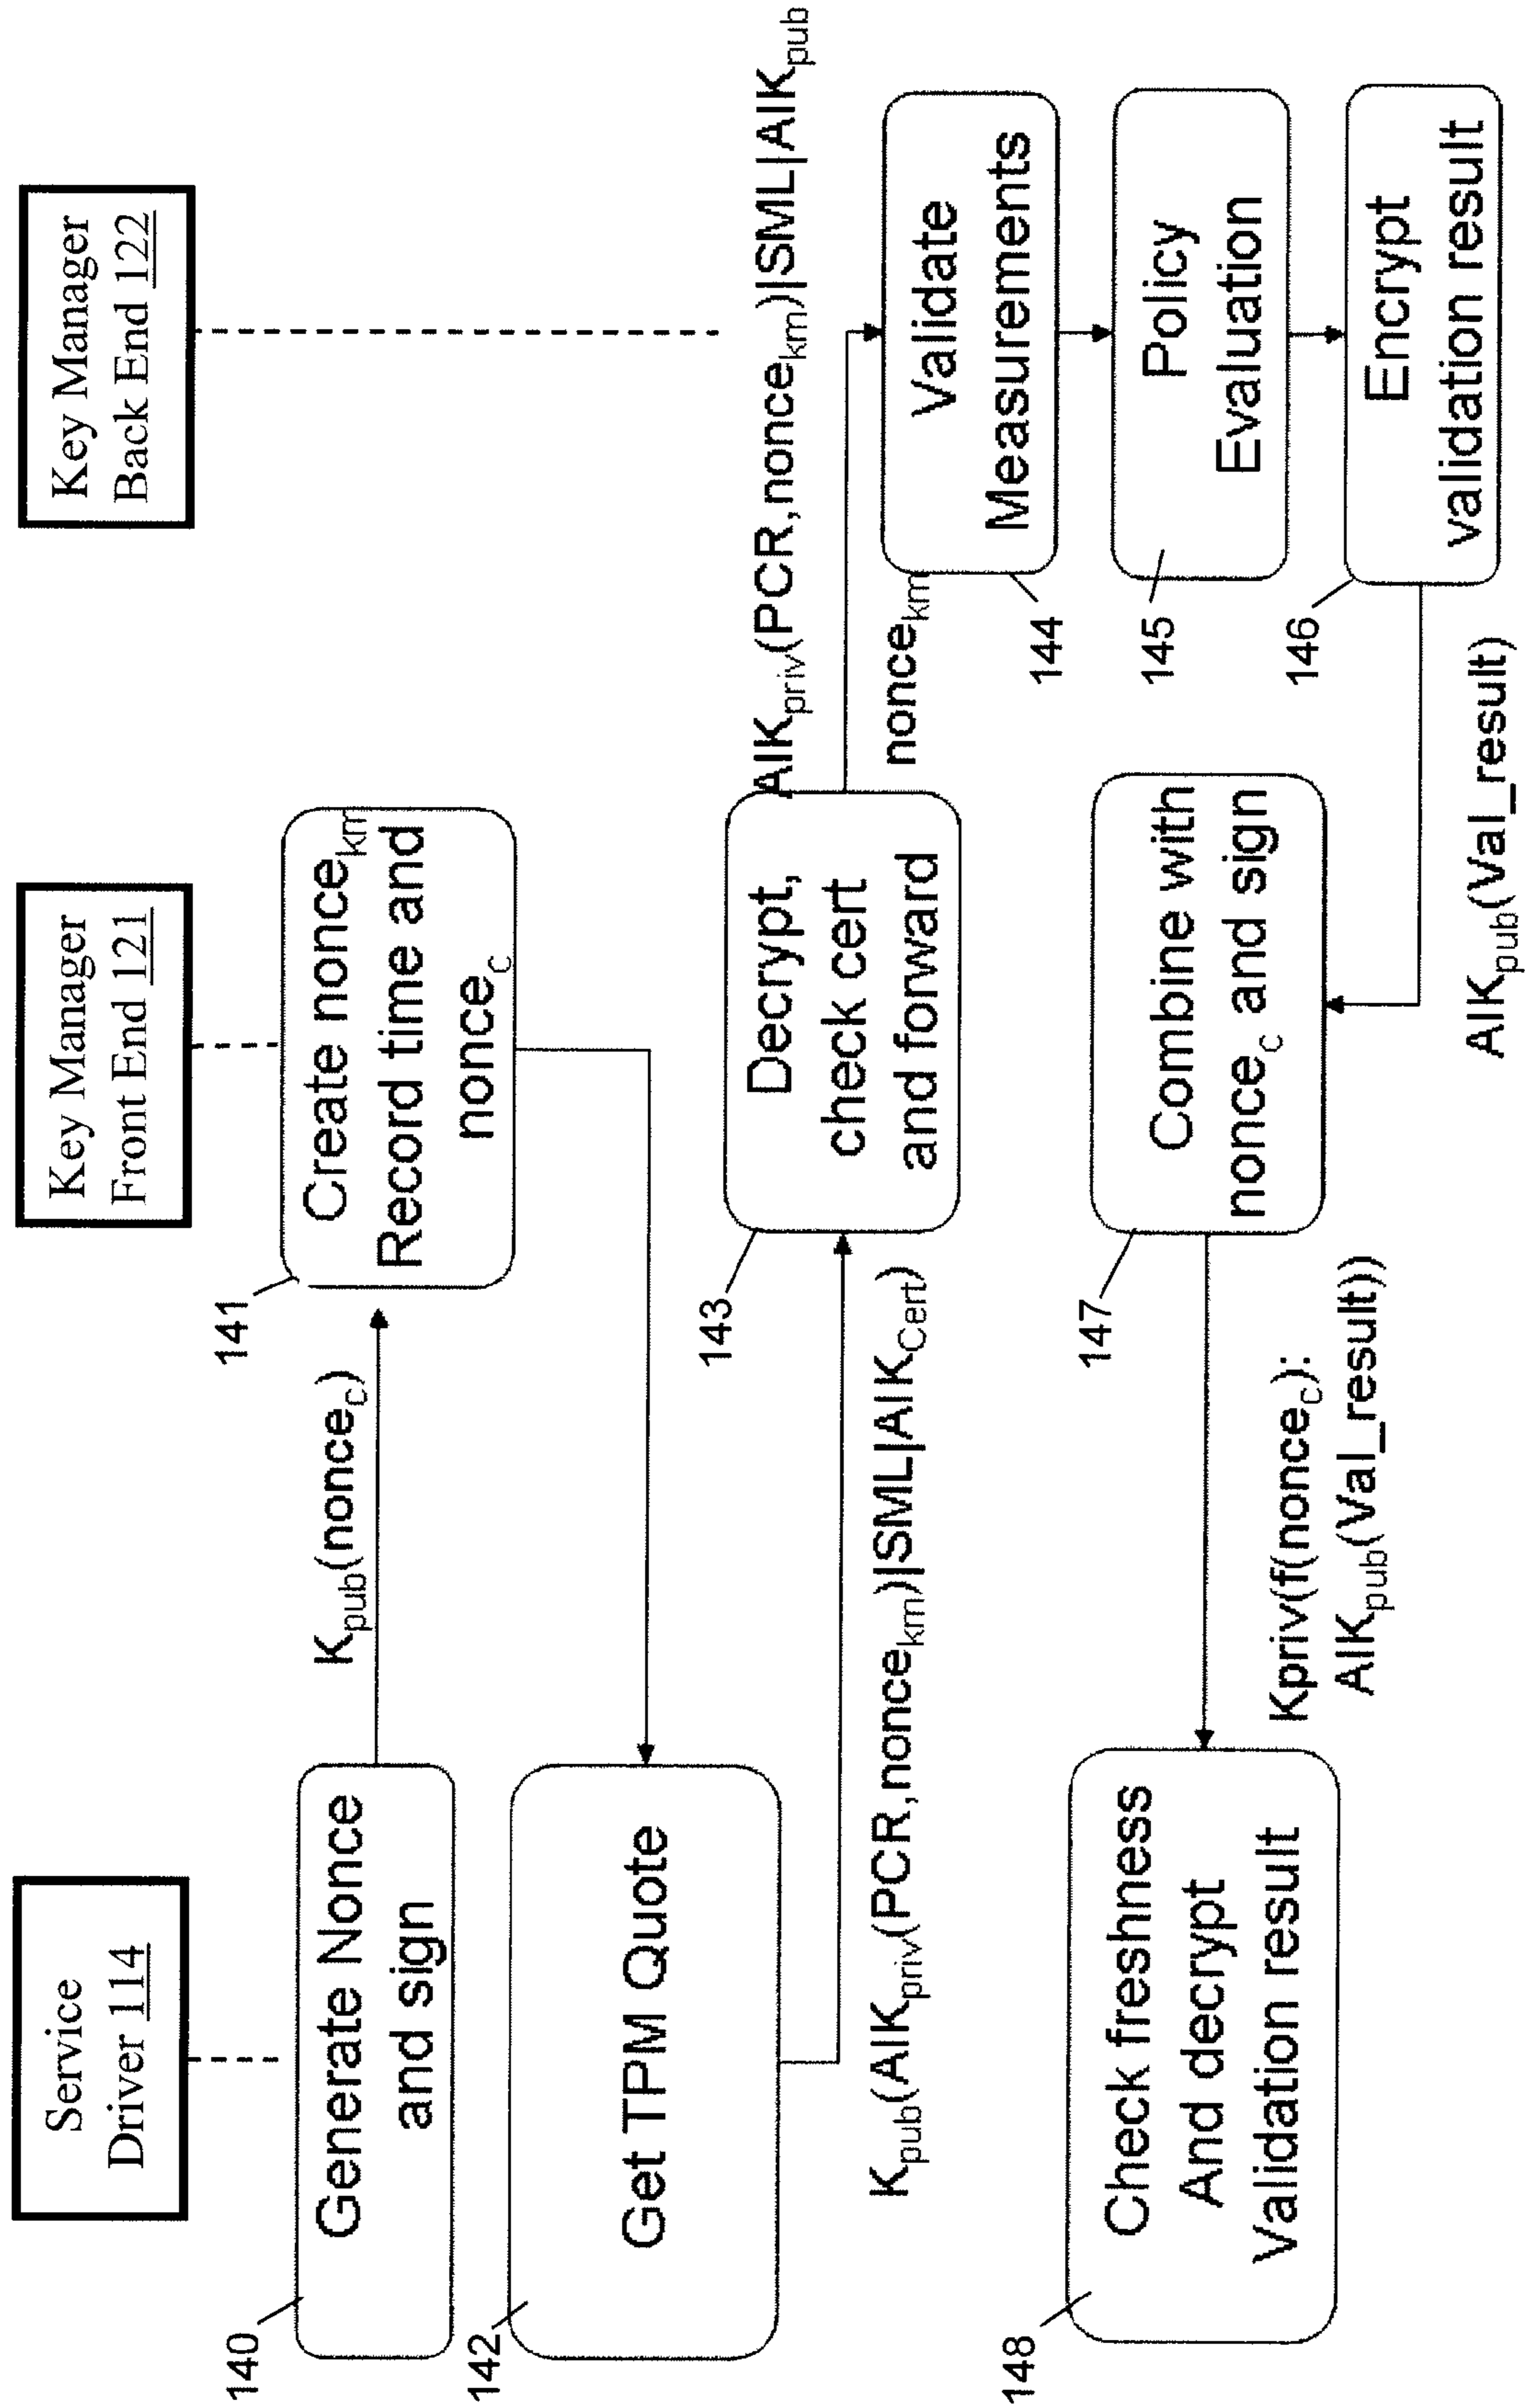 Service
Driver 114
Key Manager
Front End 121
Key Manager
Back End 122
140
Generate Nonce
and sign
K_pub(nonce_c)
141
Create nonce_km
Record time and
nonce_c
142
Get TPM Quote
K_pub(AIK_priv(PCR,nonce_km)|SML|AIK_Cert)
143
Decrypt,
check cert
and forward
AIK_priv(PCR,nonce_km)|SML|AIK_pub
nonce_km
144
Validate
Measurements
145
Policy
Evaluation
146
Encrypt
validation result
AIK_pub(Val_result)
147
Combine with
nonce_c and sign
Kpriv(f(nonce_c):
AIK_pub(Val_result))
148
Check freshness
And decrypt
Validation result